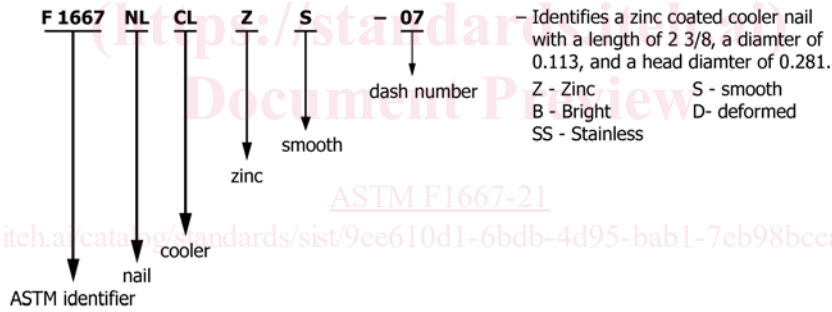 F 1667 NL CL Z S – 07
– Identifies a zinc coated cooler nail
with a length of 2 3/8, a diamter of
0.113, and a head diamter of 0.281.
Z - Zinc S - smooth
B - Bright D- deformed
SS - Stainless
dash number
smooth
zinc
cooler
nail
ASTM identifier
(https://standards.iteh.ai)
Document Preview
ASTM F1667-21
iteh.ai/catalog/standards/sist/9ee610d1-6bdb-4d95-bab1-7eb98bcca